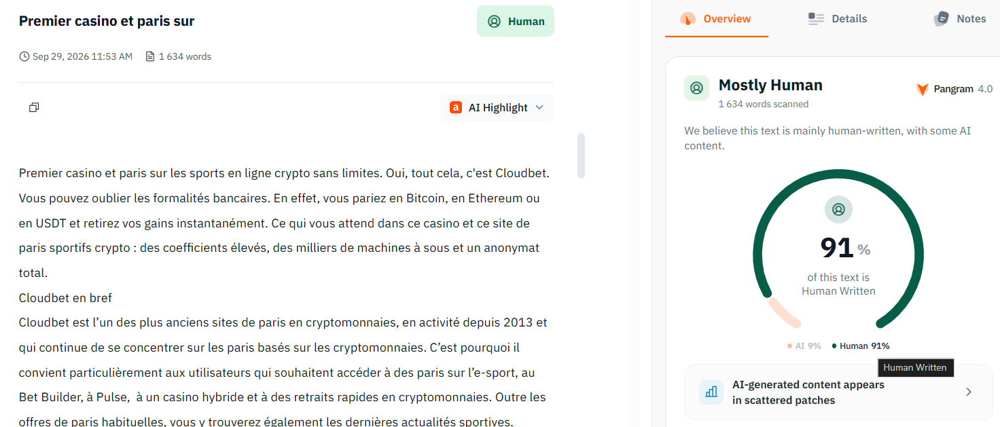 Premier casino et paris sur
Human
Sep 29, 2026 11:53 AM
1 634 words
a AI Highlight
Premier casino et paris sur les sports en ligne crypto sans limites. Oui, tout cela, c'est Cloudbet.
Vous pouvez oublier les formalités bancaires. En effet, vous pariez en Bitcoin, en Ethereum ou
en USDT et retirez vos gains instantanément. Ce qui vous attend dans ce casino et ce site de
paris sportifs crypto : des coefficients élevés, des milliers de machines à sous et un anonymat
total.
Cloudbet en bref
Cloudbet est l’un des plus anciens sites de paris en cryptomonnaies, en activité depuis 2013 et
qui continue de se concentrer sur les paris basés sur les cryptomonnaies. C’est pourquoi il
convient particulièrement aux utilisateurs qui souhaitent accéder à des paris sur l’e-sport, au
Bet Builder, à Pulse,  à un casino hybride et à des retraits rapides en cryptomonnaies. Outre les
offres de paris habituelles, vous y trouverez également les dernières actualités sportives.
Overview
Details
Notes
Mostly Human
Pangram 4.0
1 634 words scanned
We believe this text is mainly human-written, with some AI
content.
91 %
of this text is
Human Written
AI 9%
Human 91%
Human Written
AI-generated content appears
in scattered patches